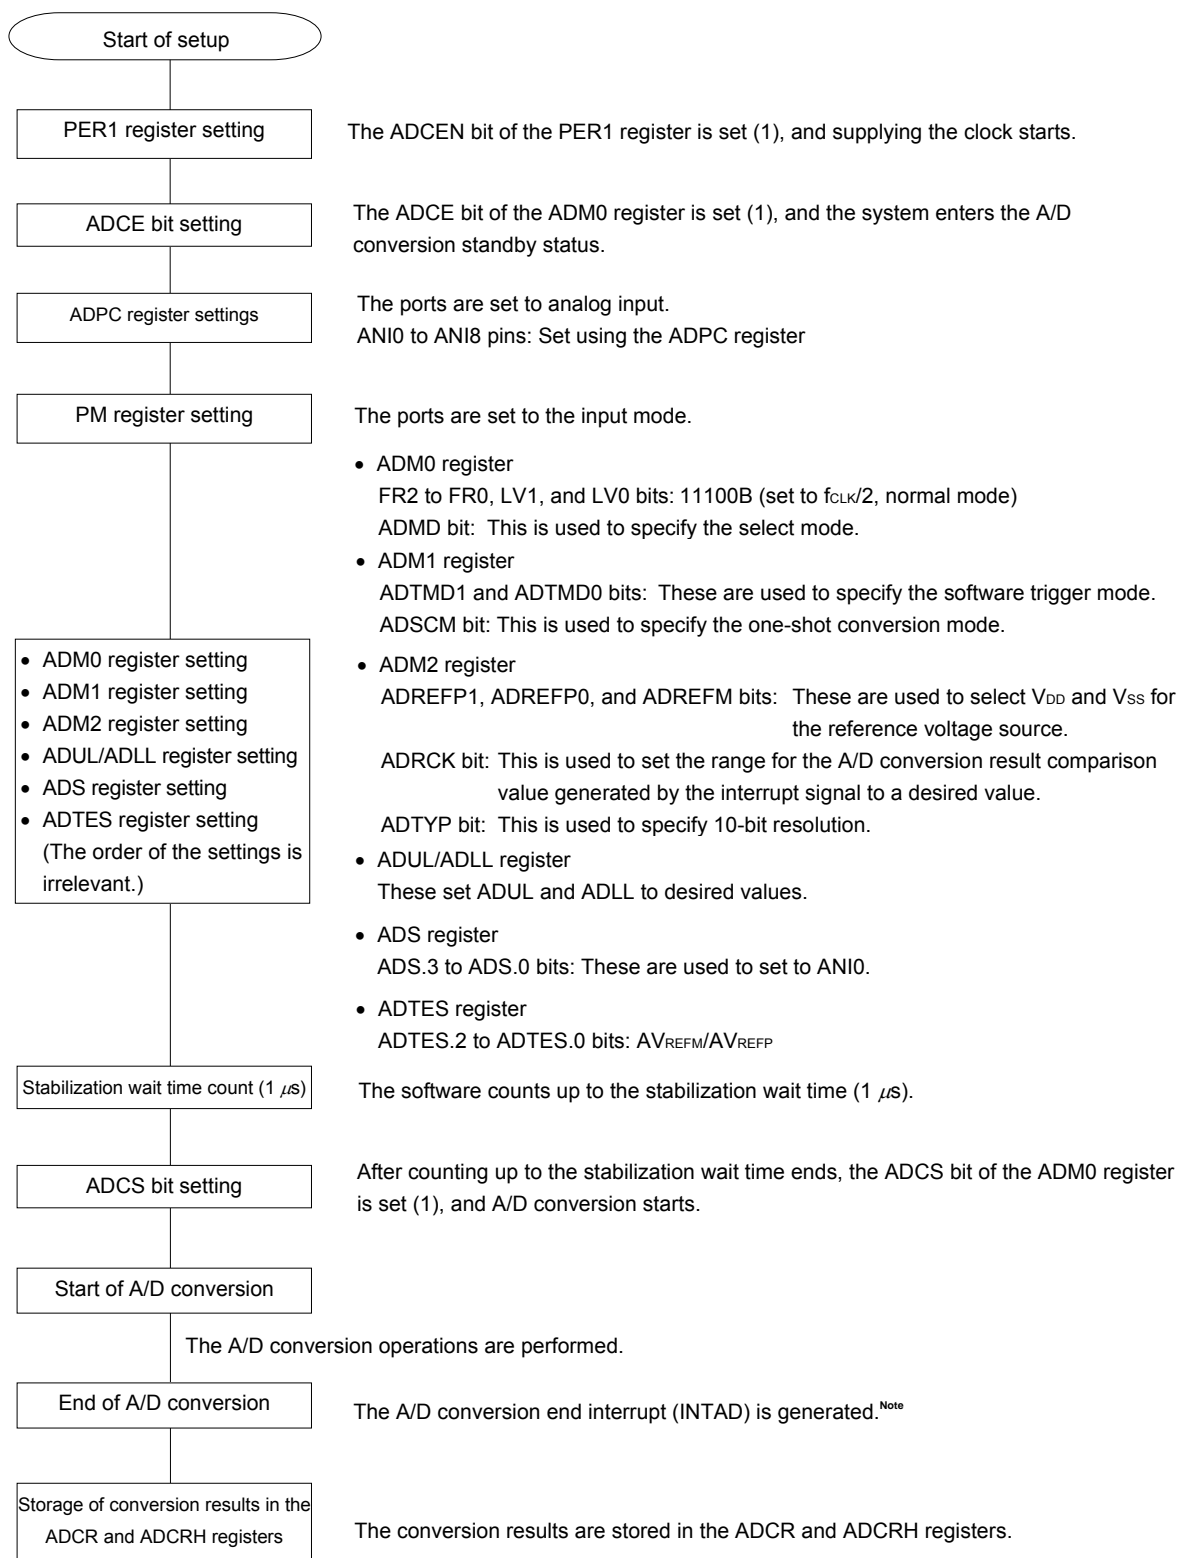 Start of setup
PER1 register setting
The ADCEN bit of the PER1 register is set (1), and supplying the clock starts.
ADCE bit setting
The ADCE bit of the ADM0 register is set (1), and the system enters the A/D
conversion standby status.
ADPC register settings
The ports are set to analog input.
ANI0 to ANI8 pins: Set using the ADPC register
PM register setting
The ports are set to the input mode.
• ADM0 register setting
• ADM1 register setting
• ADM2 register setting
• ADUL/ADLL register setting
• ADS register setting
• ADTES register setting
(The order of the settings is
irrelevant.)
• ADM0 register
FR2 to FR0, LV1, and LV0 bits: 11100B (set to fCLK/2, normal mode)
ADMD bit: This is used to specify the select mode.
• ADM1 register
ADTMD1 and ADTMD0 bits: These are used to specify the software trigger mode.
ADSCM bit: This is used to specify the one-shot conversion mode.
• ADM2 register
ADREFP1, ADREFP0, and ADREFM bits: These are used to select VDD and VSS for
the reference voltage source.
ADRCK bit: This is used to set the range for the A/D conversion result comparison
value generated by the interrupt signal to a desired value.
ADTYP bit: This is used to specify 10-bit resolution.
• ADUL/ADLL register
These set ADUL and ADLL to desired values.
• ADS register
ADS.3 to ADS.0 bits: These are used to set to ANI0.
• ADTES register
ADTES.2 to ADTES.0 bits: AVREFM/AVREFP
Stabilization wait time count (1 μs)
The software counts up to the stabilization wait time (1 μs).
ADCS bit setting
After counting up to the stabilization wait time ends, the ADCS bit of the ADM0 register
is set (1), and A/D conversion starts.
Start of A/D conversion
The A/D conversion operations are performed.
End of A/D conversion
The A/D conversion end interrupt (INTAD) is generated.Note
Storage of conversion results in the
ADCR and ADCRH registers
The conversion results are stored in the ADCR and ADCRH registers.